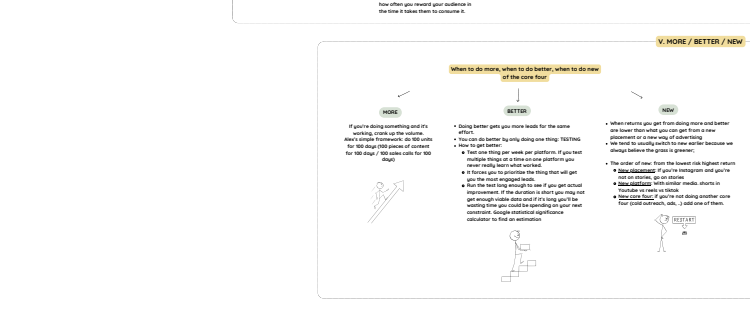 how often you reward your audience in
the time it takes them to consume it.
V. MORE / BETTER / NEW
When to do more, when to do better, when to do new
of the core four
MORE
If you're doing something and it's
working, crank up the volume.
Alex's simple framework: do 100 units
for 100 days (100 pieces of content
for 100 days / 100 sales calls for 100
days)
BETTER
• Doing better gets you more leads for the same
effort.
• You can do better by only doing one thing: TESTING
• How to get better:
Test one thing per week per platform. If you test
multiple things at a time on one platform you
never really learn what worked.
It forces you to prioritize the thing that will get
you the most engaged leads.
Run the test long enough to see if you get actual
improvement. If the duration is short you may not
get enough viable data and if it's long you'll be
wasting time you could be spending on your next
constraint. Google statistical significance
calculator to find an estimation
NEW
• When returns you get from doing more and better
are lower than what you can get from a new
placement or a new way of advertising
• We tend to usually switch to new earlier because we
always believe the grass is greener;
• The order of new: from the lowest risk highest return
New placement: If you're Instagram and you're
not on stories, go on stories
New platform: With similar media. shorts in
Youtube vs reels vs tiktok
New core four: if you're not doing another core
four (cold outreach, ads, ..) add one of them.
RESTART